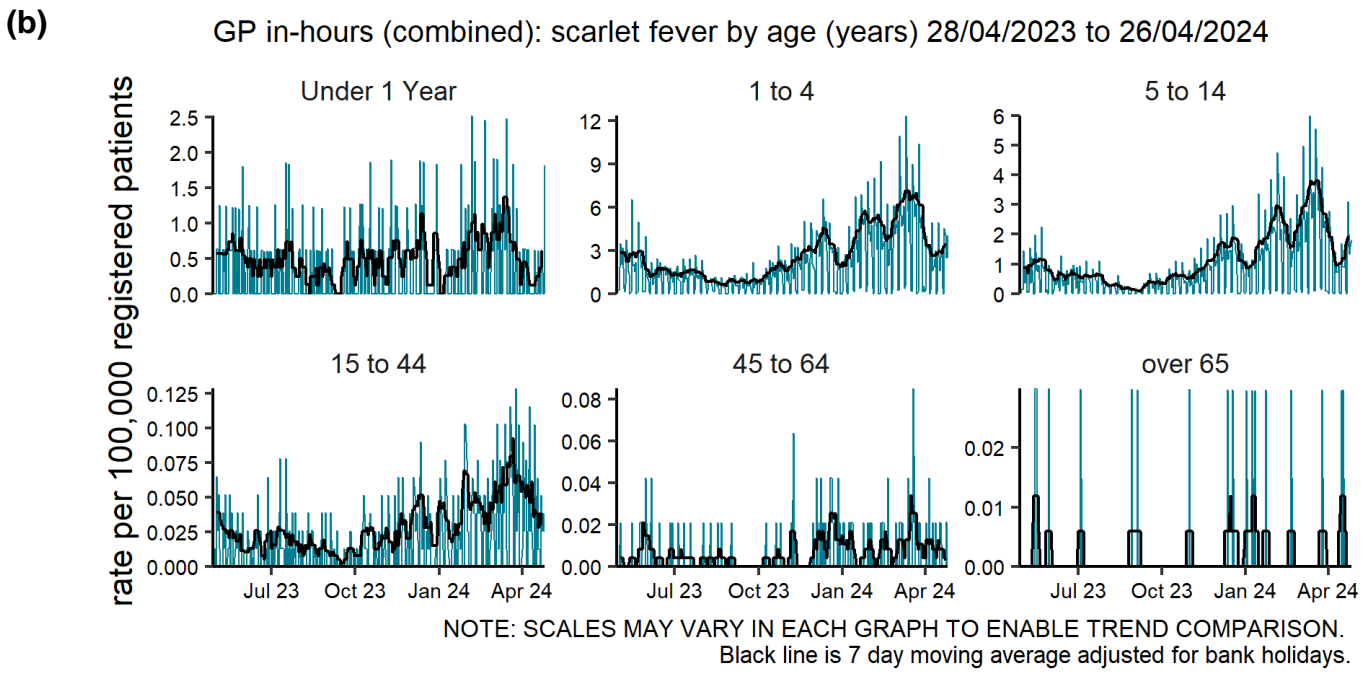 (b)
GP in-hours (combined): scarlet fever by age (years) 28/04/2023 to 26/04/2024
rate per 100,000 registered patients
Under 1 Year
2.5
2.0
1.5
1.0
0.5
0.0
1 to 4
12
9
6
3
0
5 to 14
6
5
4
3
2
1
0
15 to 44
0.125
0.100
0.075
0.050
0.025
0.000
Jul 23 Oct 23 Jan 24 Apr 24
45 to 64
0.08
0.06
0.04
0.02
0.00
Jul 23 Oct 23 Jan 24 Apr 24
over 65
0.02
0.01
0.00
Jul 23 Oct 23 Jan 24 Apr 24
NOTE: SCALES MAY VARY IN EACH GRAPH TO ENABLE TREND COMPARISON.
Black line is 7 day moving average adjusted for bank holidays.